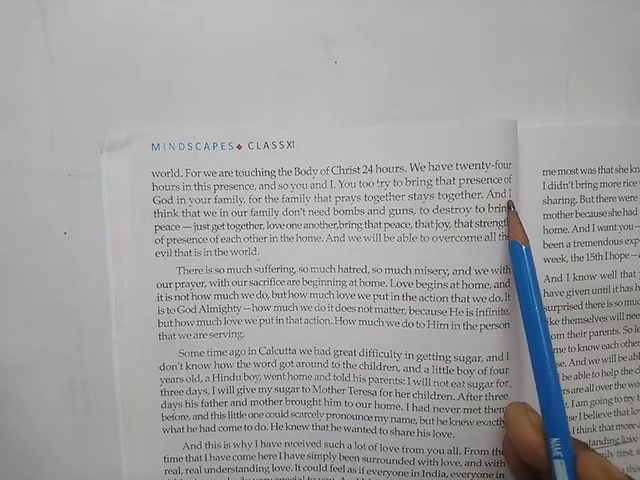 MINDSCAPES CLASS XI
world. For we are touching the Body of Christ 24 hours. We have twenty-four
hours in this presence, and so you and I. You too try to bring that presence of
God in your family, for the family that prays together stays together. And I
think that we in our family don't need bombs and guns, to destroy to bring
peace — just get together, love one another, bring that peace, that joy, that strength
of presence of each other in the home. And we will be able to overcome all the
evil that is in the world.
There is so much suffering, so much hatred, so much misery, and we with
our prayer, with our sacrifice are beginning at home. Love begins at home, and
it is not how much we do, but how much love we put in the action that we do. It
is to God Almighty—how much we do it does not matter, because He is infinite,
but how much love we put in that action. How much we do to Him in the person
that we are serving.
Some time ago in Calcutta we had great difficulty in getting sugar, and I
don't know how the word got around to the children, and a little boy of four
years old, a Hindu boy, went home and told his parents: I will not eat sugar for
three days, I will give my sugar to Mother Teresa for her children. After three
days his father and mother brought him to our home. I had never met them
before, and this little one could scarcely pronounce my name, but he knew exactly
what he had come to do. He knew that he wanted to share his love.
And this is why I have received such a lot of love from you all. From the
time that I have come here I have simply been surrounded with love, and with
real, real understanding love. It could feel as if everyone in India, everyone in
me most was that she kn
I didn't bring more rice
sharing. But there were
mother because she had
home. And I want you—
been a tremendous exp
week, the 15th I hope—
And I know well that
have given until it has h
surprised there is so muc
like themselves will nee
from their parents. So le
me to know each other
se. And we will be abl
l be able to help the c
ers are all over the w
I am going to try t
se I believe that lo
I think that more
standing love